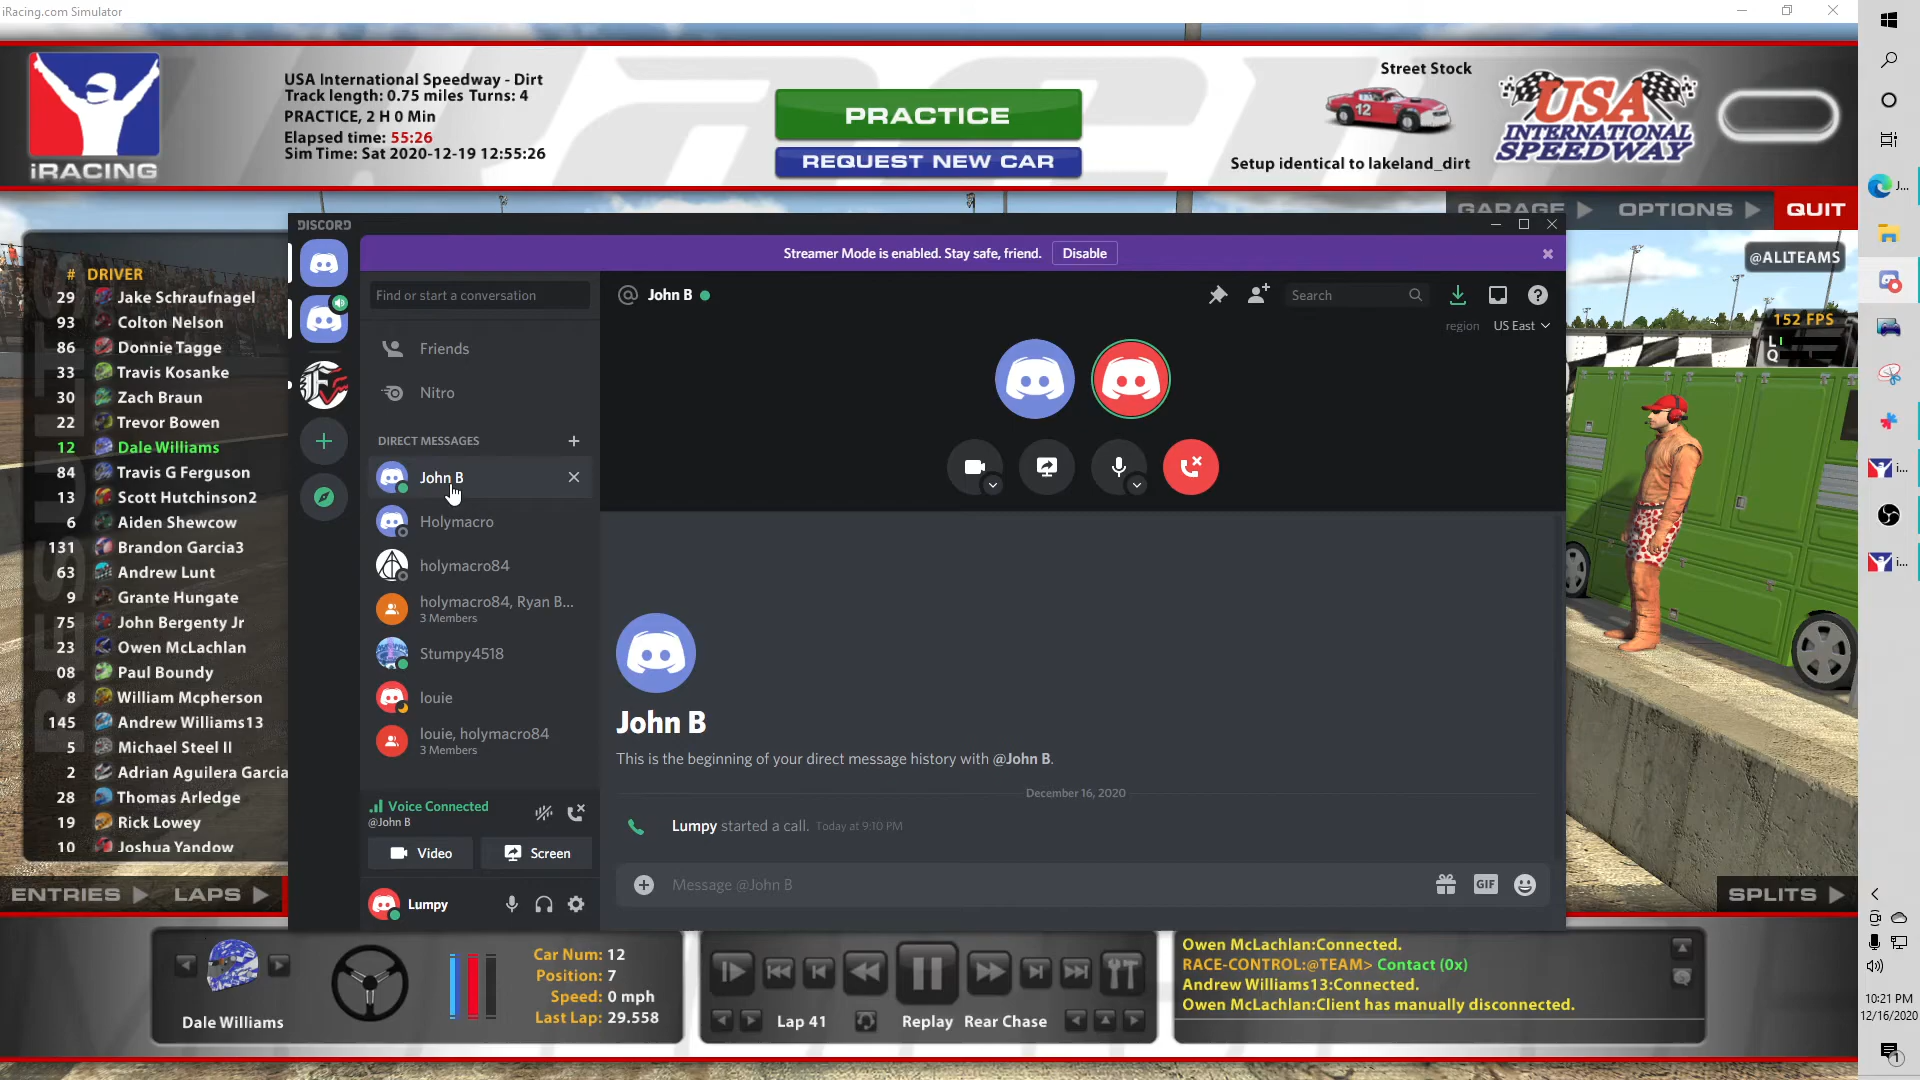 iRacing.com Simulator
iRACING
USA International Speedway - Dirt
Track length: 0.75 miles Turns: 4
PRACTICE, 2 H 0 Min
Elapsed time: 55:26
Sim Time: Sat 2020-12-19 12:55:26
PRACTICE
REQUEST NEW CAR
Street Stock
12
Setup identical to lakeland_dirt
USA
INTERNATIONAL
SPEEDWAY
GARAGE
OPTIONS
QUIT
@ALLTEAMS
152 FPS
L
Q
RESULTS
# DRIVER
29 Jake Schraufnagel
93 Colton Nelson
86 Donnie Tagge
33 Travis Kosanke
30 Zach Braun
22 Trevor Bowen
12 Dale Williams
84 Travis G Ferguson
13 Scott Hutchinson2
6 Aiden Shewcow
131 Brandon Garcia3
63 Andrew Lunt
9 Grante Hungate
75 John Bergenty Jr
23 Owen McLachlan
08 Paul Boundy
8 William Mcpherson
145 Andrew Williams13
5 Michael Steel II
2 Adrian Aguilera Garcia
28 Thomas Arledge
19 Rick Lowey
10 Joshua Yandow
ENTRIES
LAPS
SPLITS
DISCORD
Streamer Mode is enabled. Stay safe, friend.
Disable
Find or start a conversation
Friends
Nitro
DIRECT MESSAGES
John B
Holymacro
holymacro84
holymacro84, Ryan B...
3 Members
Stumpy4518
louie
louie, holymacro84
3 Members
Voice Connected
@John B
Video
Screen
Lumpy
John B
Search
region US East
John B
This is the beginning of your direct message history with @John B.
December 16, 2020
Lumpy started a call. Today at 9:10 PM
Message @John B
GIF
Dale Williams
Car Num: 12
Position: 7
Speed: 0 mph
Last Lap: 29.558
Lap 41
Replay
Rear Chase
Owen McLachlan:Connected.
RACE-CONTROL:@TEAM> Contact (0x)
Andrew Williams13:Connected.
Owen McLachlan:Client has manually disconnected.
J...
i...
i...
10:21 PM
12/16/2020
1